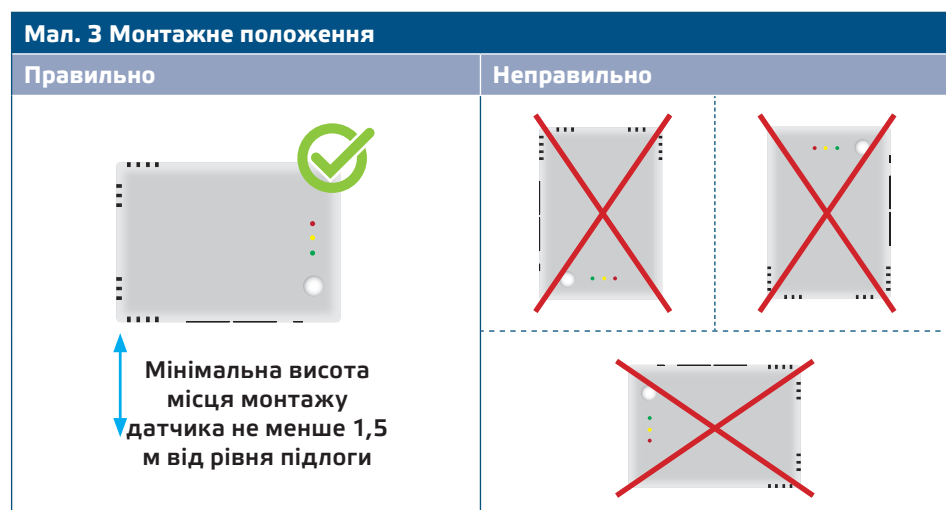 Мал. 3 Монтажне положення
Правильно
Неправильно
Мінімальна висота
місця монтажу
датчика не менше 1,5
м від рівня підлоги